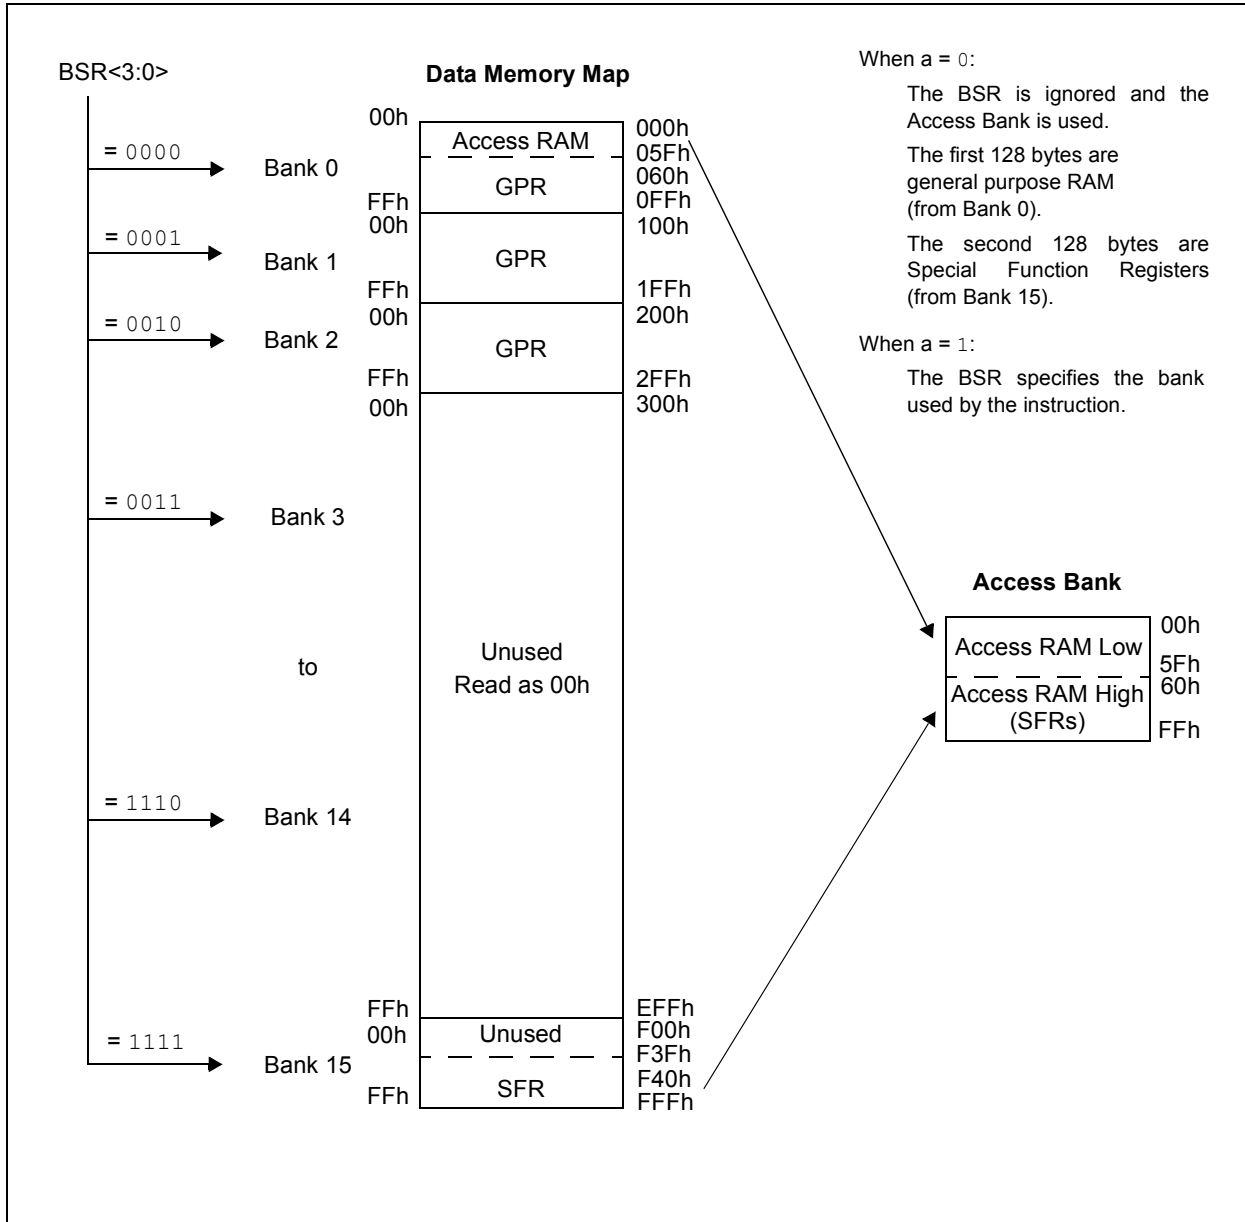 BSR<3:0>
Data Memory Map
= 0000
Bank 0
00h
Access RAM
000h
05Fh
GPR
060h
FFh
0FFh
= 0001
Bank 1
00h
GPR
100h
FFh
1FFh
= 0010
Bank 2
00h
GPR
200h
FFh
2FFh
= 0011
Bank 3
00h
300h
to
Unused
Read as 00h
= 1110
Bank 14
FFh
EFFh
= 1111
Bank 15
00h
Unused
F00h
F3Fh
SFR
F40h
FFh
FFFh
When a = 0:
The BSR is ignored and the
Access Bank is used.
The first 128 bytes are
general purpose RAM
(from Bank 0).
The second 128 bytes are
Special Function Registers
(from Bank 15).
When a = 1:
The BSR specifies the bank
used by the instruction.
Access Bank
Access RAM Low
00h
5Fh
Access RAM High
(SFRs)
60h
FFh